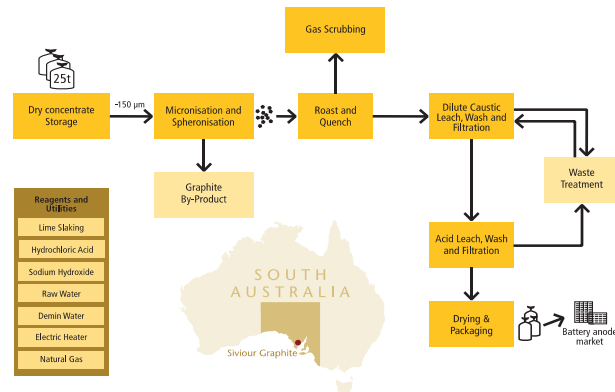 Gas Scrubbing
25t
Dry concentrate
Storage
-150 µm
Micronisation and
Spheronisation
Roast and
Quench
Dilute Caustic
Leach, Wash and
Filtration
Graphite
By-Product
Waste
Treatment
Reagents and
Utilities
Lime Slaking
Hydrochloric Acid
Sodium Hydroxide
Raw Water
Demin Water
Electric Heater
Natural Gas
Acid Leach, Wash
and Filtration
SOUTH
AUSTRALIA
Siviour Graphite
Drying &
Packaging
Battery anode
market